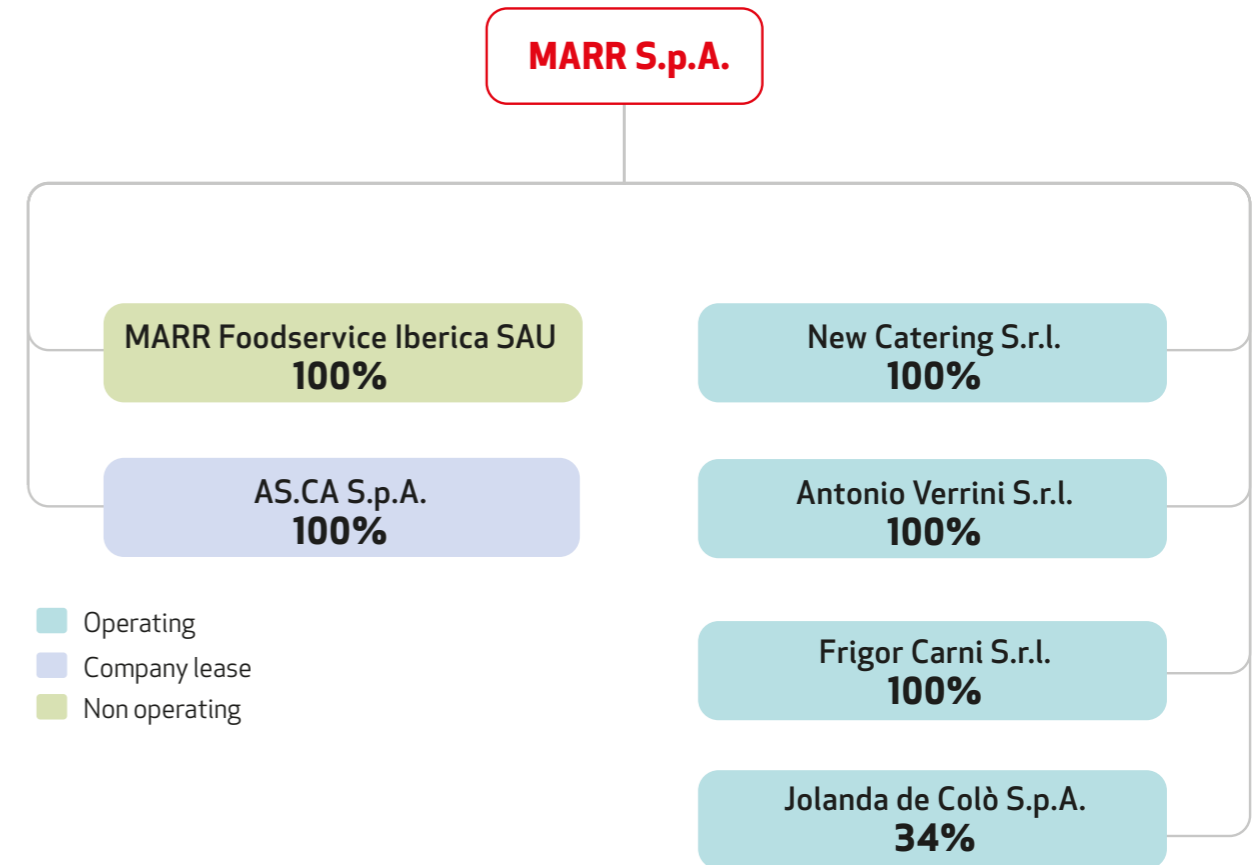 MARR S.p.A.
MARR Foodservice Iberica SAU
100%
New Catering S.r.l.
100%
AS.CA S.p.A.
100%
Antonio Verrini S.r.l.
100%
Operating
Company lease
Non operating
Frigor Carni S.r.l.
100%
Jolanda de Colò S.p.A.
34%